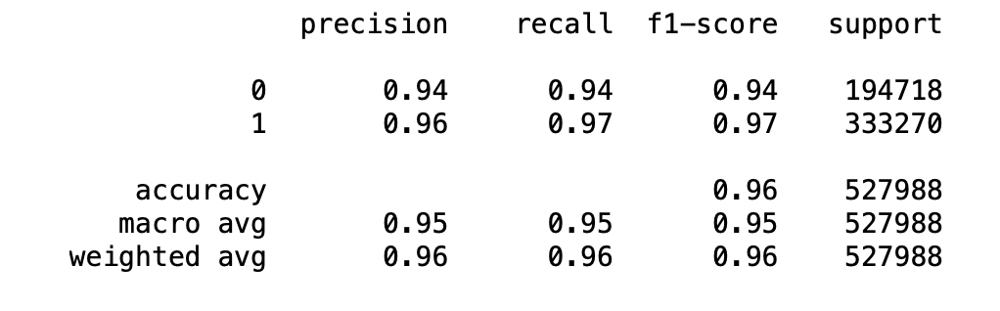 precision recall f1-score support
0 0.94 0.94 0.94 194718
1 0.96 0.97 0.97 333270
accuracy 0.96 527988
macro avg 0.95 0.95 0.95 527988
weighted avg 0.96 0.96 0.96 527988